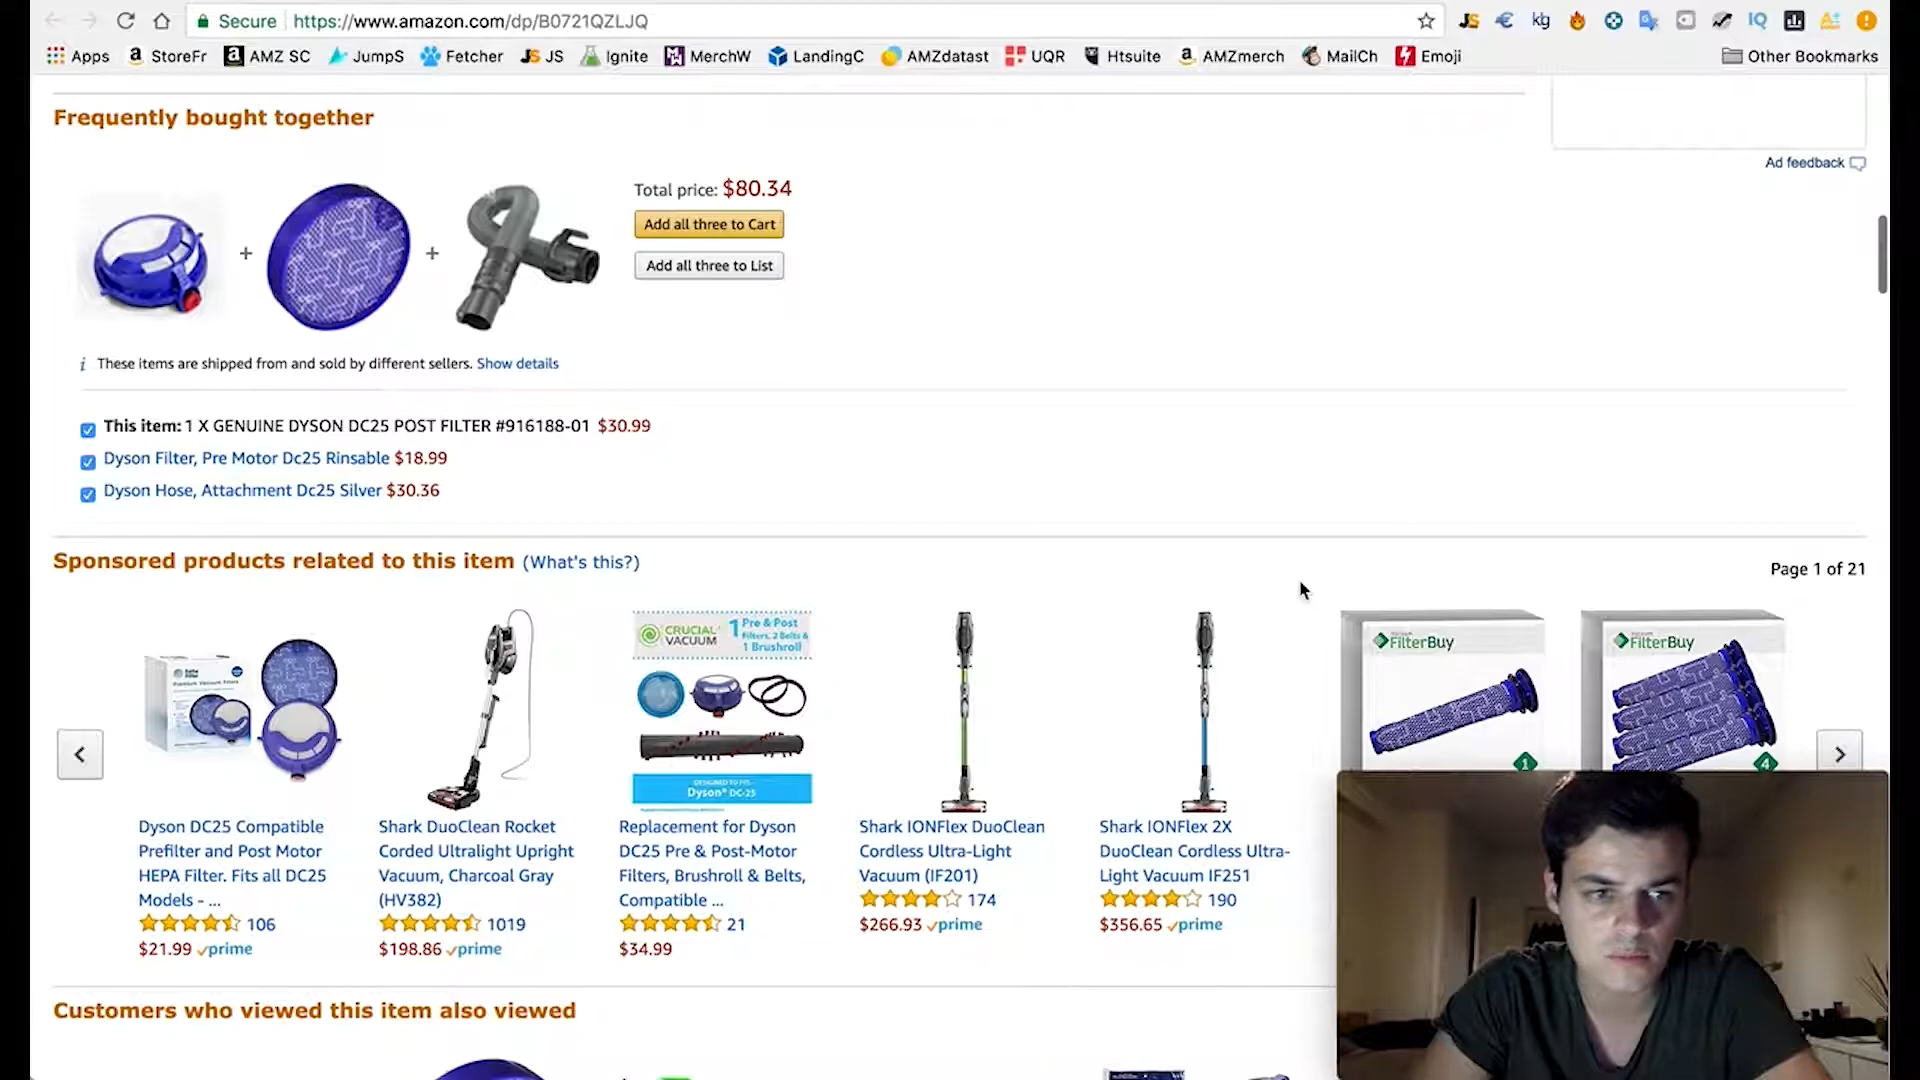 Secure https://www.amazon.com/dp/B0721QZLJQ
Apps StoreFr AMZ SC JumpS Fetcher JS Ignite MerchW LandingC AMZdatast UQR Htsuite AMZmerch MailCh Emoji Other Bookmarks
Frequently bought together
Ad feedback
Total price: $80.34
Add all three to Cart
Add all three to List
These items are shipped from and sold by different sellers. Show details
This item: 1 X GENUINE DYSON DC25 POST FILTER #916188-01 $30.99
Dyson Filter, Pre Motor Dc25 Rinsable $18.99
Dyson Hose, Attachment Dc25 Silver $30.36
Sponsored products related to this item (What's this?)
Page 1 of 21
CRUCIAL VACUUM
1 Pre & Post
Filters, 2 Belts &
1 Brushroll
DESIGNED TO FIT
Dyson® DC-25
FilterBuy
1
FilterBuy
4
Dyson DC25 Compatible
Prefilter and Post Motor
HEPA Filter. Fits all DC25
Models - ...
106
$21.99 prime
Shark DuoClean Rocket
Corded Ultralight Upright
Vacuum, Charcoal Gray
(HV382)
1019
$198.86 prime
Replacement for Dyson
DC25 Pre & Post-Motor
Filters, Brushroll & Belts,
Compatible ...
21
$34.99
Shark IONFlex DuoClean
Cordless Ultra-Light
Vacuum (IF201)
174
$266.93 prime
Shark IONFlex 2X
DuoClean Cordless Ultra-
Light Vacuum IF251
190
$356.65 prime
Customers who viewed this item also viewed